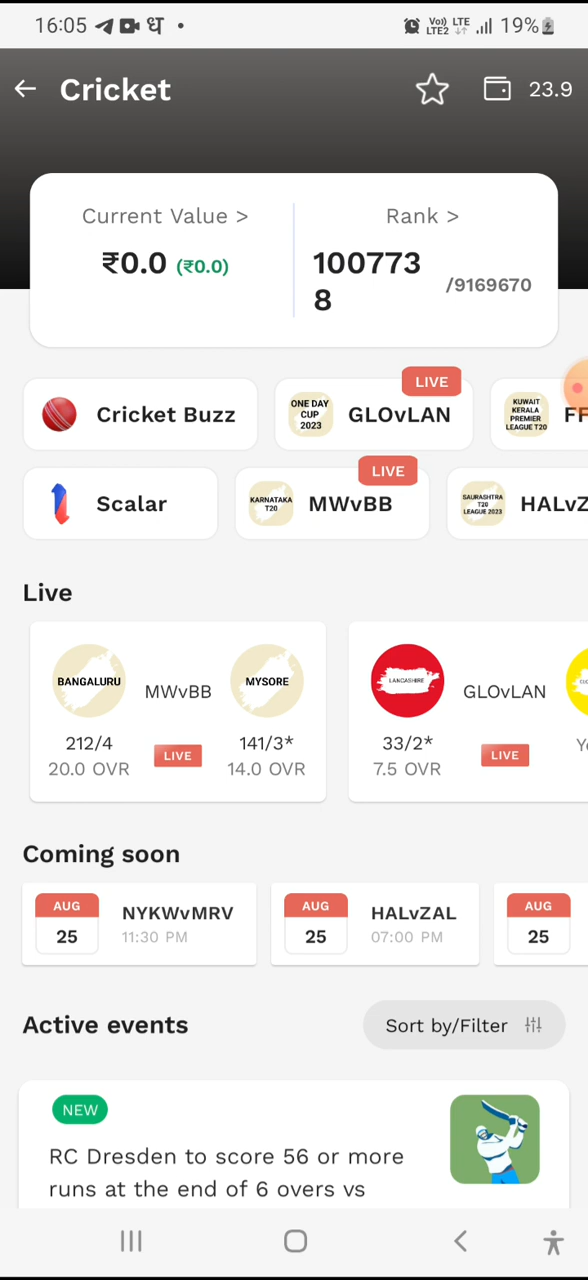 16:05 ध • Vo) LTE LTE2 19%
Cricket 23.9
Current Value > Rank >
₹0.0 (₹0.0) 100773
8 /9169670
LIVE
Cricket Buzz ONE DAY CUP 2023 GLOvLAN KUWAIT KERALA PREMIER LEAGUE T20 FF
LIVE
Scalar KARNATAKA T20 MWvBB SAURASHTRA T20 LEAGUE 2023 HALvZ
Live
BANGALURU MWvBB MYSORE LANCASHIRE GLOvLAN
212/4 LIVE 141/3* 33/2* LIVE
20.0 OVR 14.0 OVR 7.5 OVR
Coming soon
AUG NYKWvMRV AUG HALvZAL AUG
25 11:30 PM 25 07:00 PM 25
Active events Sort by/Filter
NEW
RC Dresden to score 56 or more
runs at the end of 6 overs vs